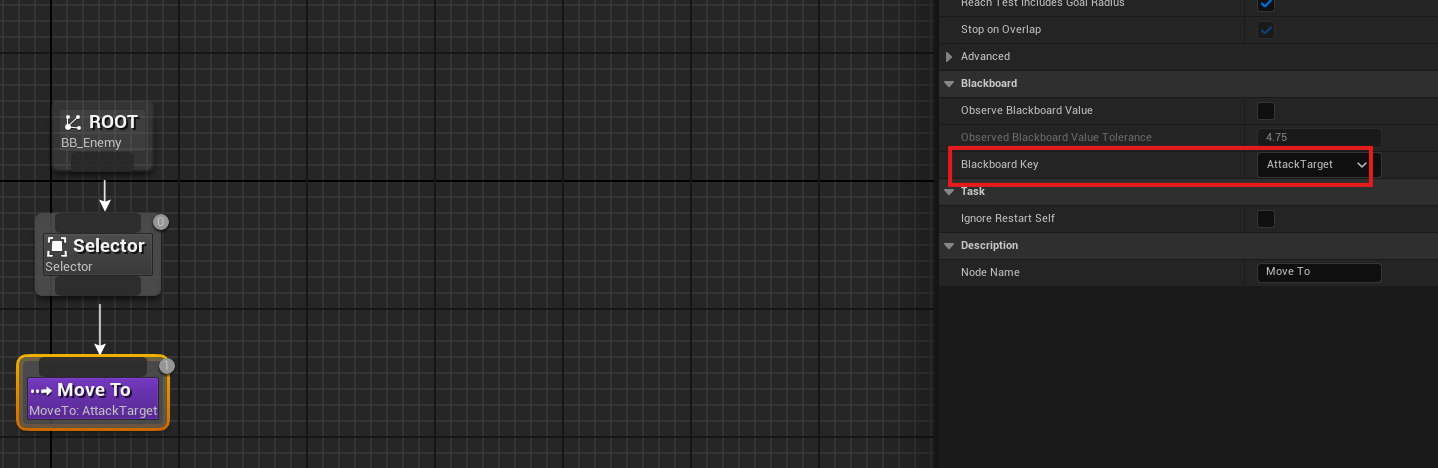 ROOT
BB_Enemy
0
Selector
Selector
1
Move To
MoveTo: AttackTarget
Reach Test Includes Goal Radius
Stop on Overlap
Advanced
Blackboard
Observe Blackboard Value
Observed Blackboard Value Tolerance 4.75
Blackboard Key AttackTarget
Task
Ignore Restart Self
Description
Node Name Move To